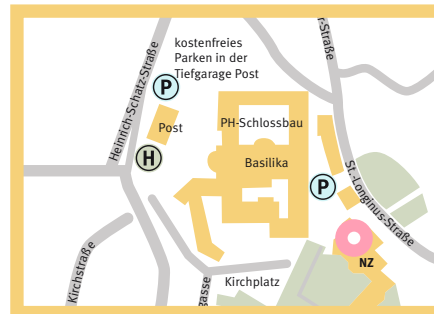 kostenfreies
Parken in der
Tiefgarage Post
r-Straße
Heinrich-Schatz-Straße
P
Post
PH-Schlossbau
H
Basilika
P
St.-Longinus-Straße
NZ
Kirchstraße
gasse
Kirchplatz